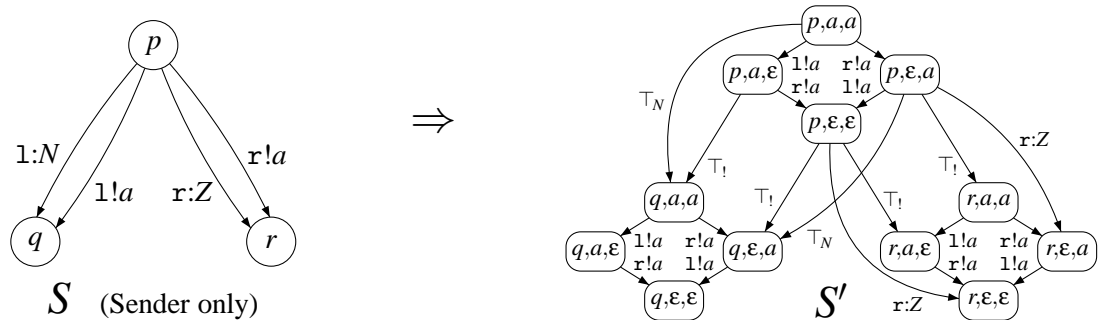 p
l:N
l!a
r:Z
r!a
q
r
S (Sender only)
⇒
p,a,a
l!a r!a
p,a,ε p,ε,a
r!a l!a
⊤N
p,ε,ε
r:Z
⊤! ⊤! ⊤! ⊤!
q,a,a r,a,a
l!a r!a l!a r!a
q,a,ε q,ε,a ⊤N r,a,ε r,ε,a
r!a l!a r!a l!a
q,ε,ε r:Z r,ε,ε
S′